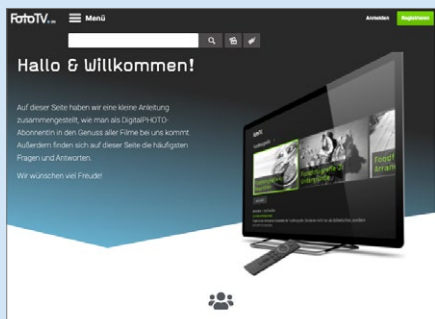 FotoTV.
Menü
Anmelden
Registrieren
Hallo & Willkommen!
Auf dieser Seite haben wir eine kleine Anleitung
zusammengestellt, wie man als DigitalPHOTO-
Abonnentin in den Genuss aller Filme bei uns kommt.
Außerdem finden sich auf dieser Seite die häufigsten
Fragen und Antworten.
Wir wünschen viel Freude!